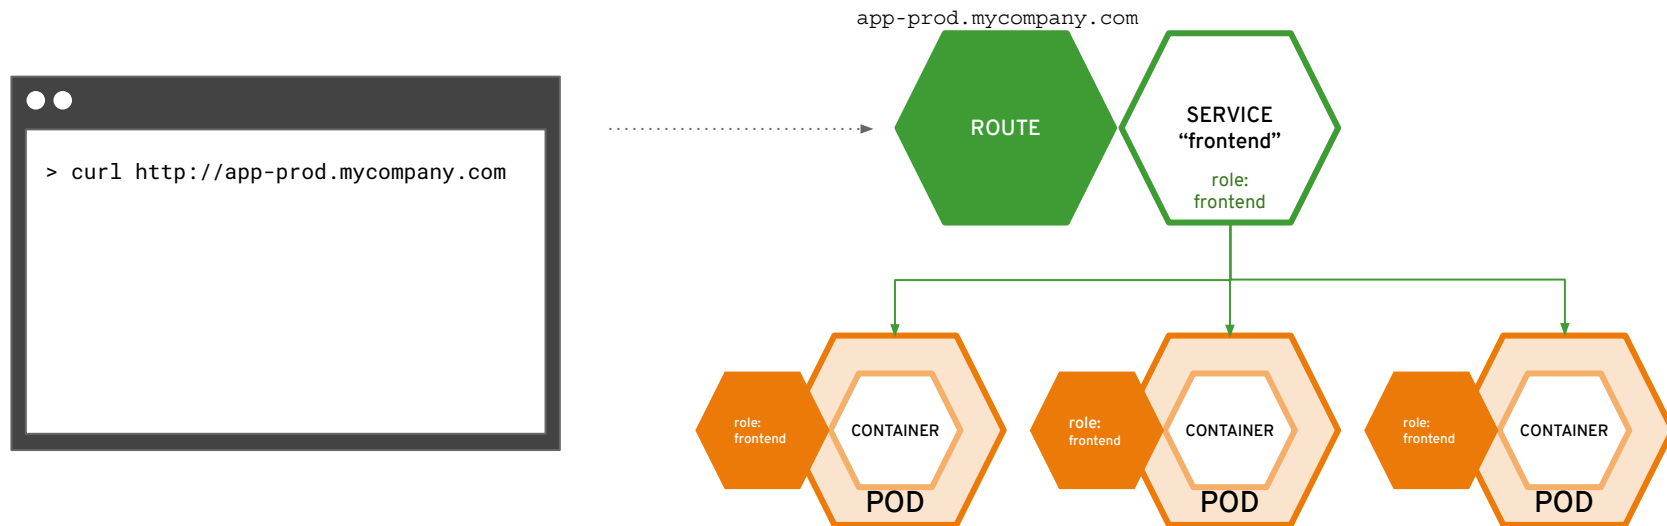 app-prod.mycompany.com
> curl http://app-prod.mycompany.com
ROUTE
SERVICE
“frontend”
role:
frontend
role:
frontend
CONTAINER
POD
role:
frontend
CONTAINER
POD
role:
frontend
CONTAINER
POD